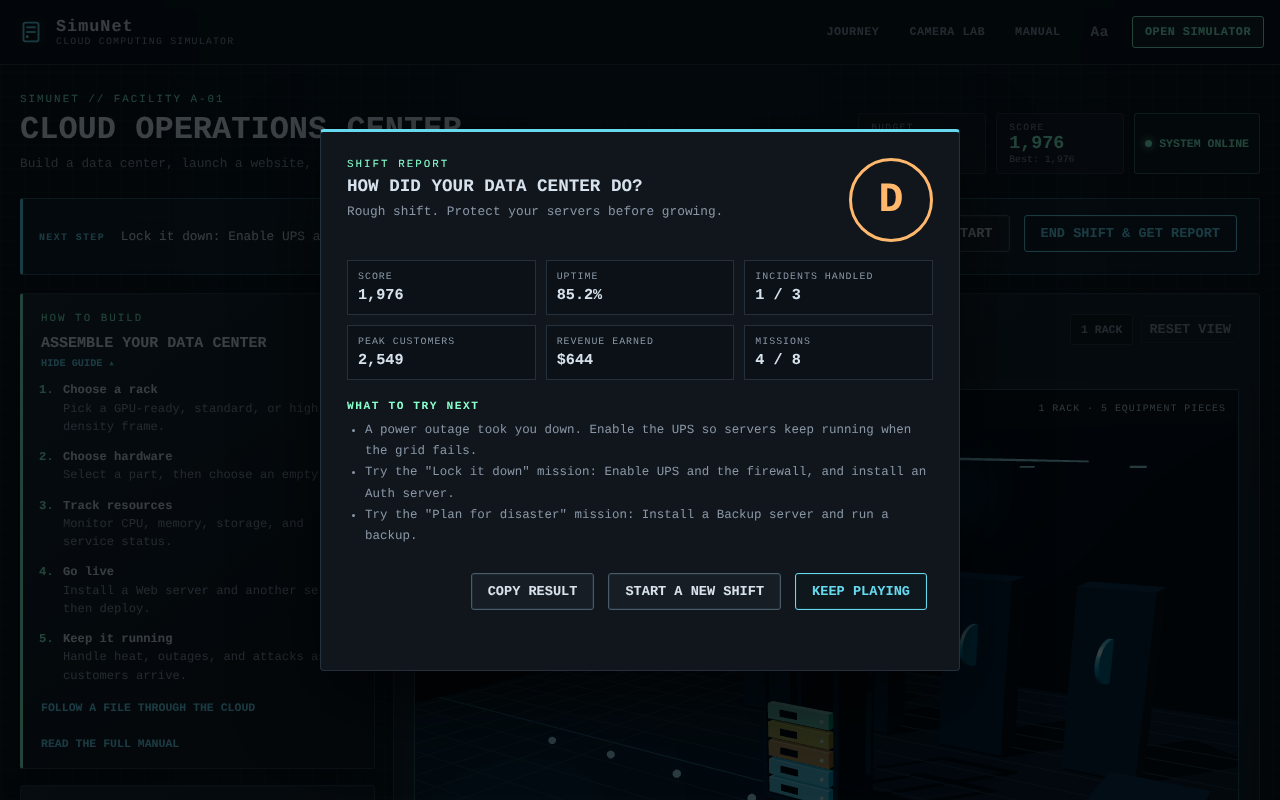 SimuNet
CLOUD COMPUTING SIMULATOR
JOURNEY
CAMERA LAB
MANUAL
Aa
OPEN SIMULATOR
SIMUNET // FACILITY A-01
CLOUD OPERATIONS CENTER
Build a data center, launch a website,
BUDGET
SCORE
1,976
Best: 1,976
SYSTEM ONLINE
NEXT STEP
Lock it down: Enable UPS a
END SHIFT & GET REPORT
HOW TO BUILD
ASSEMBLE YOUR DATA CENTER
HIDE GUIDE
1. Choose a rack
Pick a GPU-ready, standard, or high
density frame.
2. Choose hardware
Select a part, then choose an empty
3. Track resources
Monitor CPU, memory, storage, and
service status.
4. Go live
Install a Web server and another se
then deploy.
5. Keep it running
Handle heat, outages, and attacks a
customers arrive.
FOLLOW A FILE THROUGH THE CLOUD
READ THE FULL MANUAL
1 RACK
RESET VIEW
1 RACK · 5 EQUIPMENT PIECES
SHIFT REPORT
HOW DID YOUR DATA CENTER DO?
Rough shift. Protect your servers before growing.
D
SCORE
1,976
UPTIME
85.2%
INCIDENTS HANDLED
1 / 3
PEAK CUSTOMERS
2,549
REVENUE EARNED
$644
MISSIONS
4 / 8
WHAT TO TRY NEXT
• A power outage took you down. Enable the UPS so servers keep running when
the grid fails.
• Try the "Lock it down" mission: Enable UPS and the firewall, and install an
Auth server.
• Try the "Plan for disaster" mission: Install a Backup server and run a
backup.
COPY RESULT
START A NEW SHIFT
KEEP PLAYING